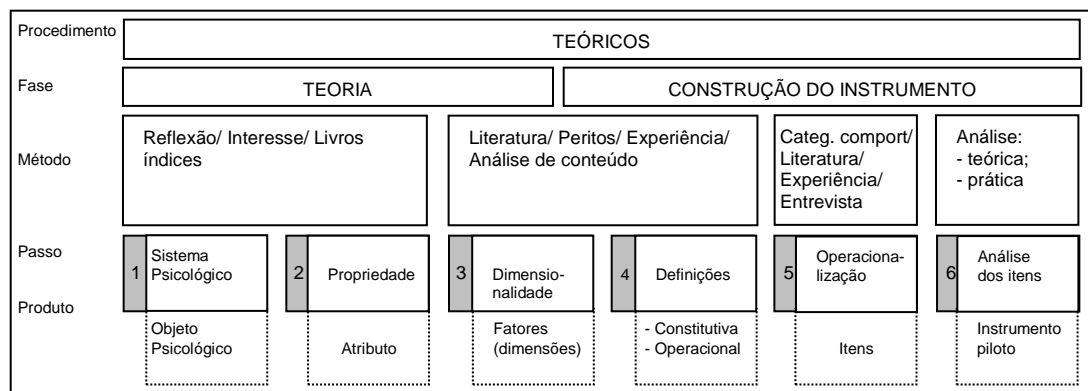 Procedimento
TEÓRICOS
Fase
TEORIA
CONSTRUÇÃO DO INSTRUMENTO
Método
Reflexão/ Interesse/ Livros
índices
Literatura/ Peritos/ Experiência/
Análise de conteúdo
Categ. comport/
Literatura/
Experiência/
Entrevista
Análise:
- teórica;
- prática
Passo
1
Sistema
Psicológico
2
Propriedade
3
Dimensio-
nalidade
4
Definições
5
Operaciona-
lização
6
Análise
dos itens
Produto
Objeto
Psicológico
Atributo
Fatores
(dimensões)
- Constitutiva
- Operacional
Itens
Instrumento
piloto